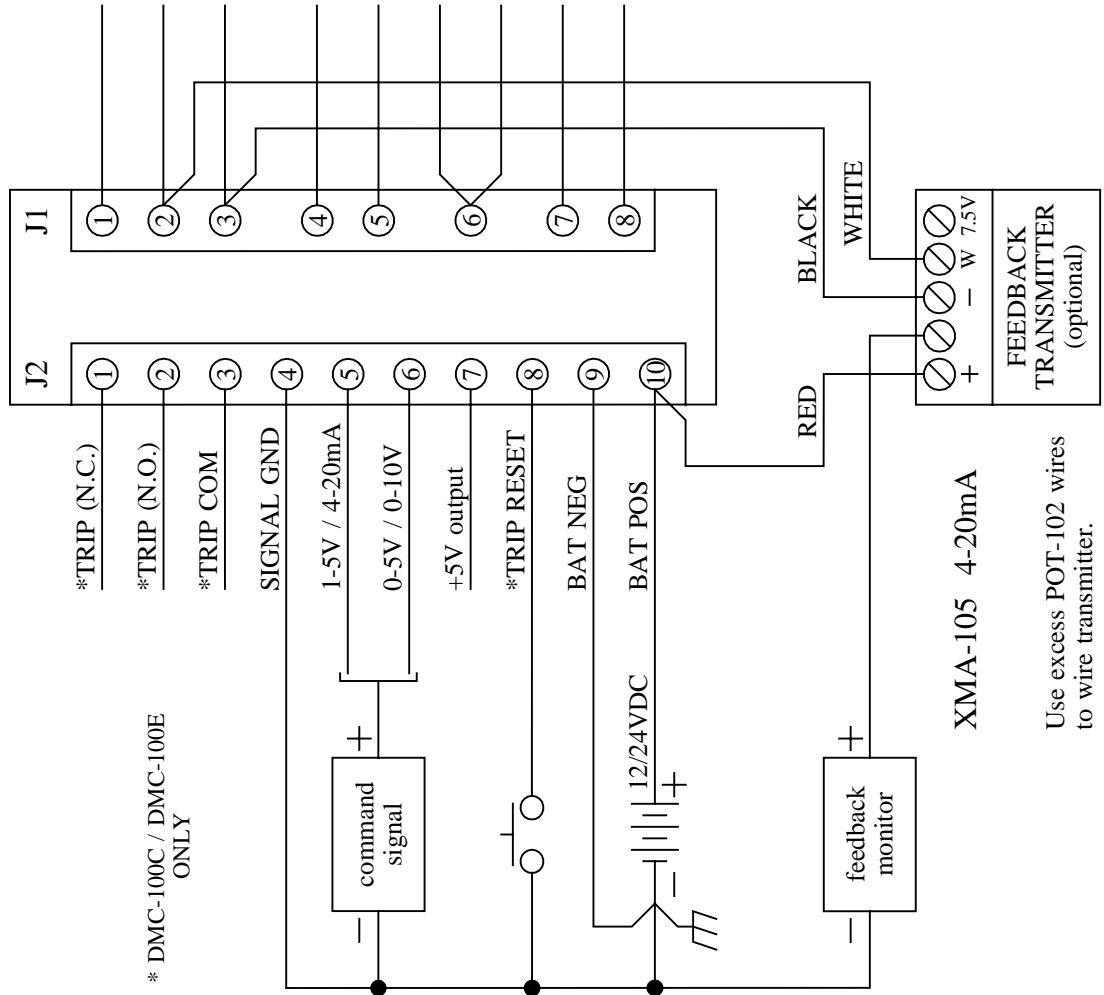 * DMC-100C / DMC-100E
ONLY
J2
J1
1
2
3
4
5
6
7
8
9
10
1
2
3
4
5
6
7
8
*TRIP (N.C.)
*TRIP (N.O.)
*TRIP COM
SIGNAL GND
1-5V / 4-20mA
0-5V / 0-10V
+5V output
*TRIP RESET
BAT NEG
BAT POS
−
command
signal
+
12/24VDC
−
+
−
feedback
monitor
+
RED
BLACK
WHITE
+
−
W
7.5V
FEEDBACK
TRANSMITTER
(optional)
XMA-105 4-20mA
Use excess POT-102 wires
to wire transmitter.